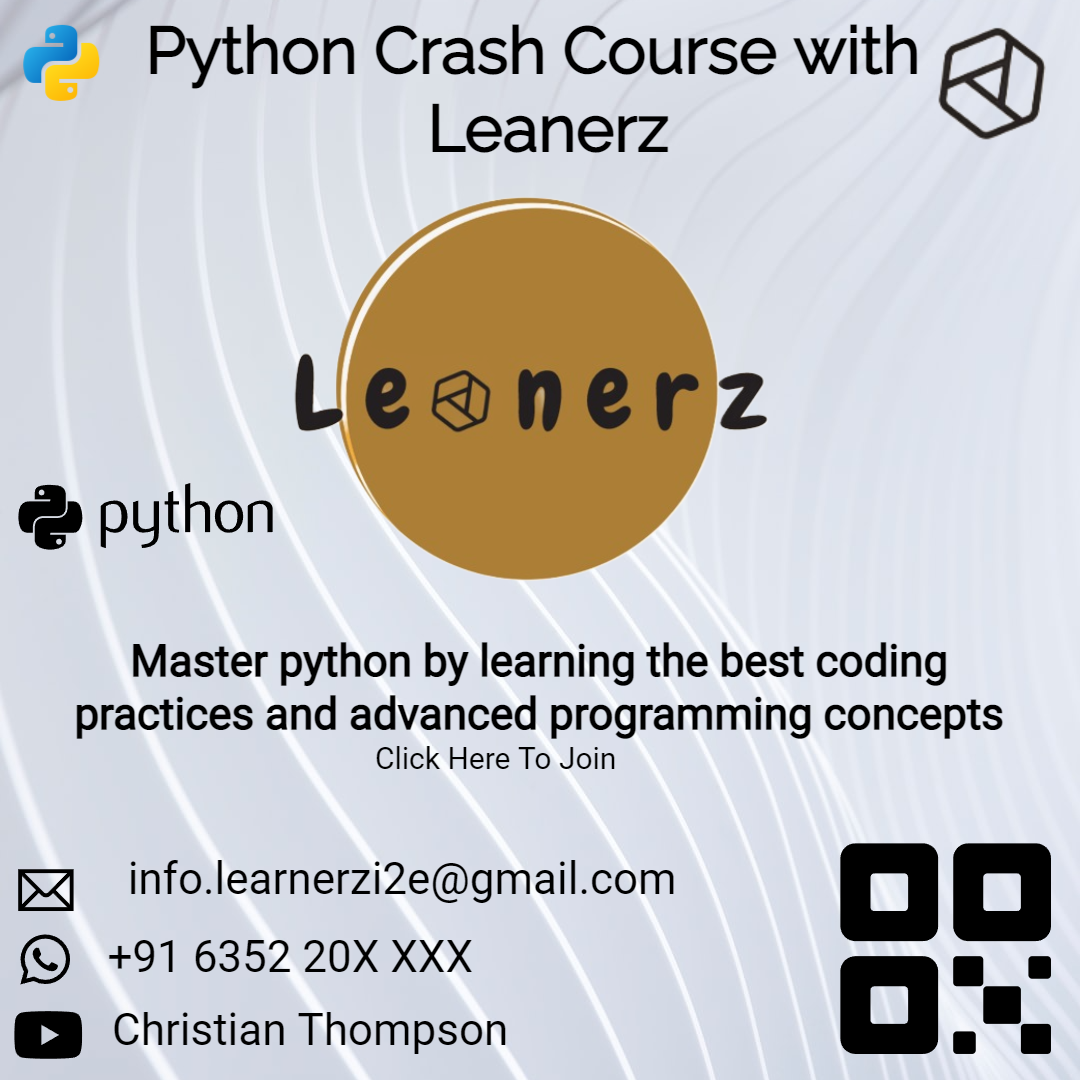 Python Crash Course with
Leanerz
Leanerz
python
Master python by learning the best coding
practices and advanced programming concepts
Click Here To Join
info.learnerzi2e@gmail.com
+91 6352 20X XXX
Christian Thompson